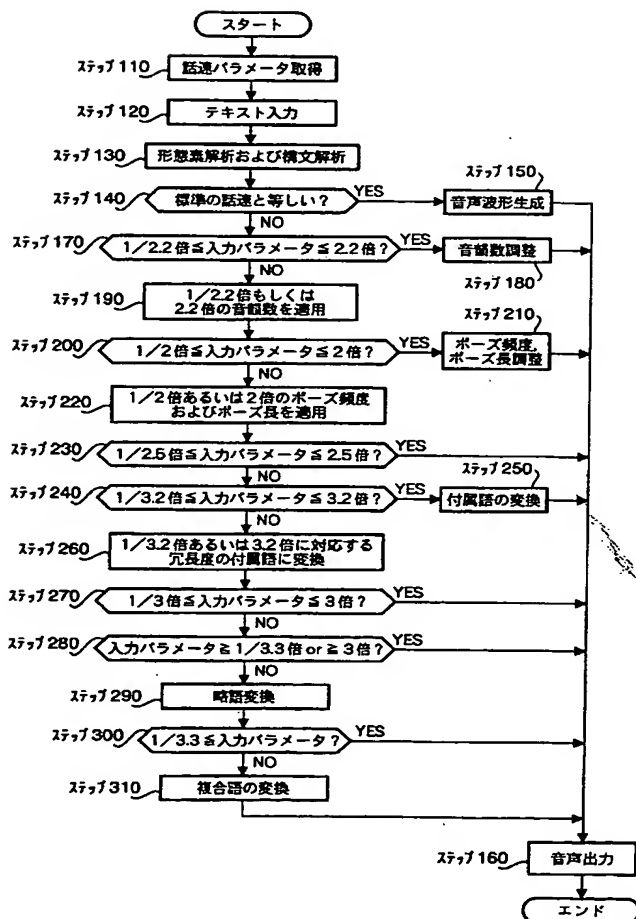 スタート
ステップ110
話速パラメータ取得
ステップ120
テキスト入力
ステップ130
形態素解析および構文解析
ステップ140
標準の話速と等しい?
YES
ステップ150
音声波形生成
NO
ステップ170
1/2.2倍≦入力パラメータ≦2.2倍?
YES
音韻数調整
ステップ180
NO
ステップ190
1/2.2倍もしくは
2.2倍の音韻数を適用
ステップ200
1/2倍≦入力パラメータ≦2倍?
YES
ステップ210
ポーズ頻度,
ポーズ長調整
NO
ステップ220
1/2倍あるいは2倍のポーズ頻度
およびポーズ長を適用
ステップ230
1/2.5倍≦入力パラメータ≦2.5倍?
YES
NO
ステップ240
1/3.2倍≦入力パラメータ≦3.2倍?
YES
ステップ250
付属語の変換
NO
ステップ260
1/3.2倍あるいは3.2倍に対応する
冗長度の付属語に変換
ステップ270
1/3倍≦入力パラメータ≦3倍?
YES
NO
ステップ280
入力パラメータ≧1/3.3倍 or ≧3倍?
YES
NO
ステップ290
略語変換
ステップ300
1/3.3≦入力パラメータ?
YES
NO
ステップ310
複合語の変換
ステップ160
音声出力
エンド